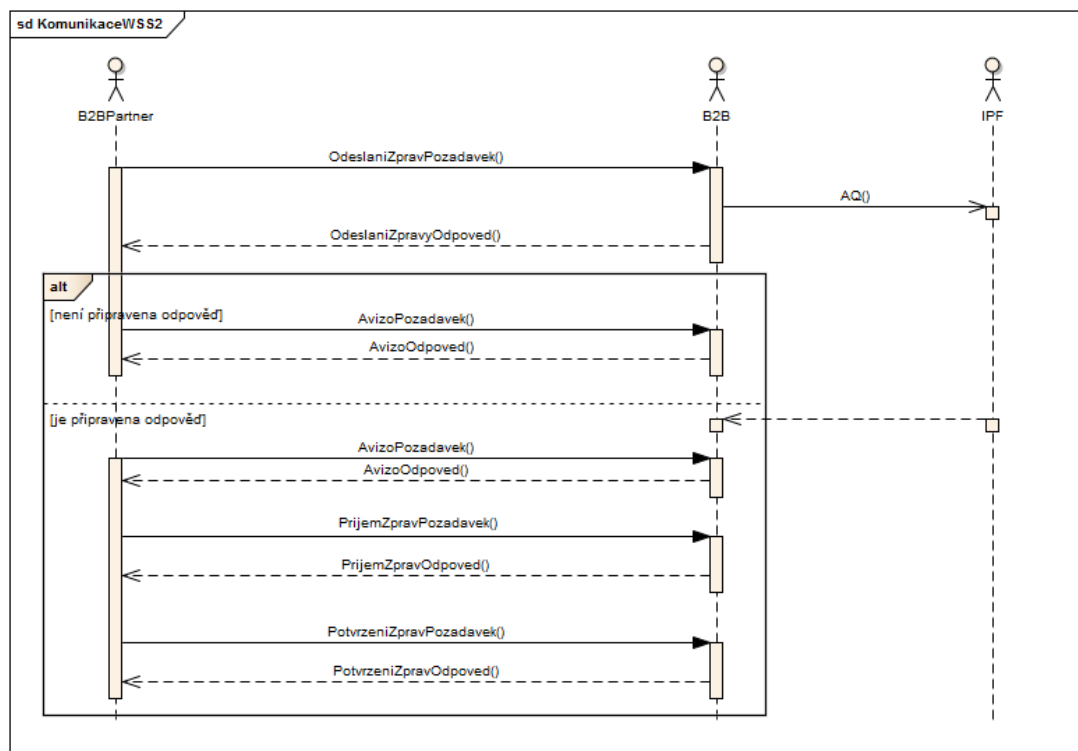 sd KomunikaceWSS2
B2BPartner
B2B
IPF
OdeslaniZpravPozadavek()
AQ()
OdeslaniZpravyOdpoved()
alt
[není připravena odpověď]
AvizoPozadavek()
AvizoOdpoved()
[je připravena odpověď]
AvizoPozadavek()
AvizoOdpoved()
PrijemZpravPozadavek()
PrijemZpravOdpoved()
PotvrzeniZpravPozadavek()
PotvrzeniZpravOdpoved()